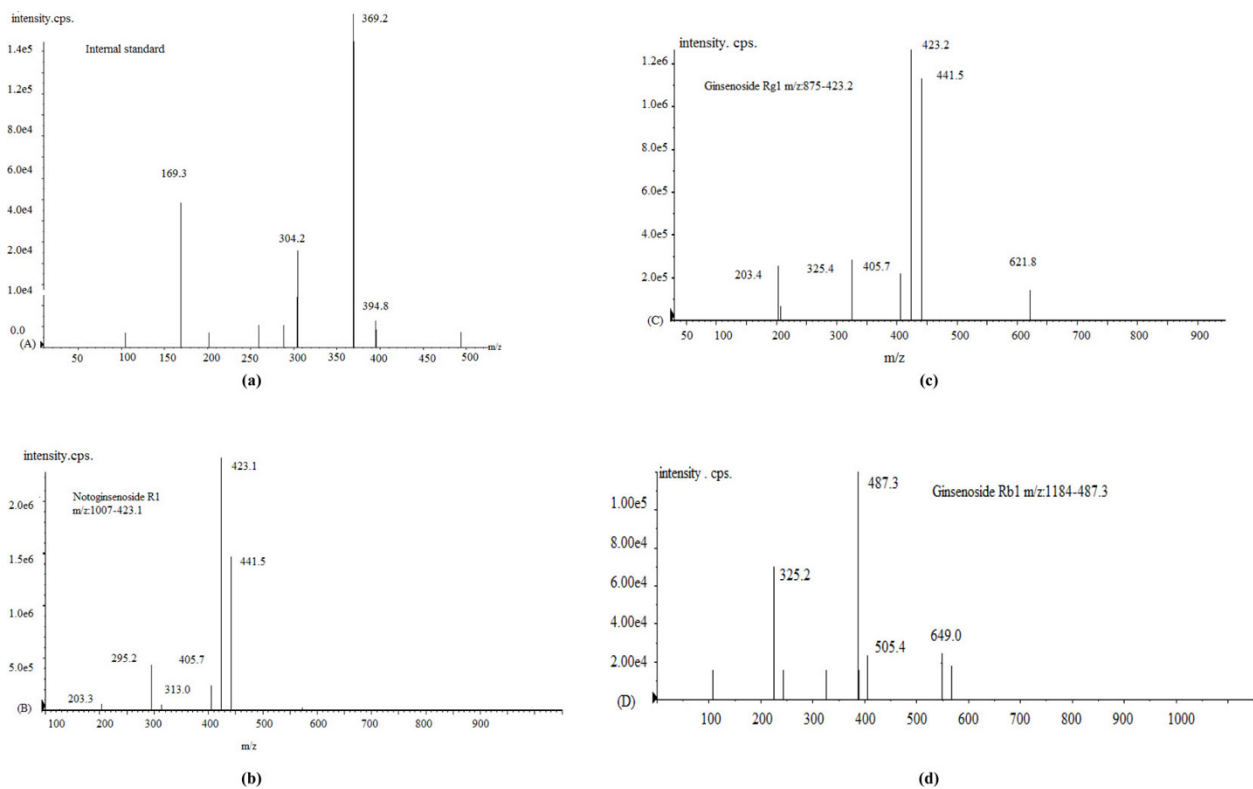 intensity.cps.
369.2
1.4e5
Internal standard
12.0e4
10.0e4
8.0e4
169.3
6.0e4
4.0e4
304.2
20.0e4
1.0e4
394.8
0.0
(A)
50 100 150 200 250 300 350 400 450 500 m/z
(a)
intensity. cps.
423.2
1.2e6
441.5
Ginsenoside Rg1 m/z:875-423.2
1.0e6
8.0e5
6.0e5
4.0e5
203.4 325.4 405.7 621.8
2.0e5
(C)
50 100 200 300 400 500 600 700 800 900
m/z
(c)
intensity.cps.
423.1
Notoginsenoside R1
m/z:1007-423.1
2.0e6
1.5e6
441.5
1.0e6
295.2 405.7
5.0e5
203.3 313.0
(B)
100 200 300 400 500 600 700 800 900
m/z
(b)
intensity . cps.
487.3
Ginsenoside Rb1 m/z:1184-487.3
1.00e5
8.00e4
325.2
6.00e4
4.00e4
505.4 649.0
2.00e4
(D)
100 200 300 400 500 600 700 800 900 1000
(d)